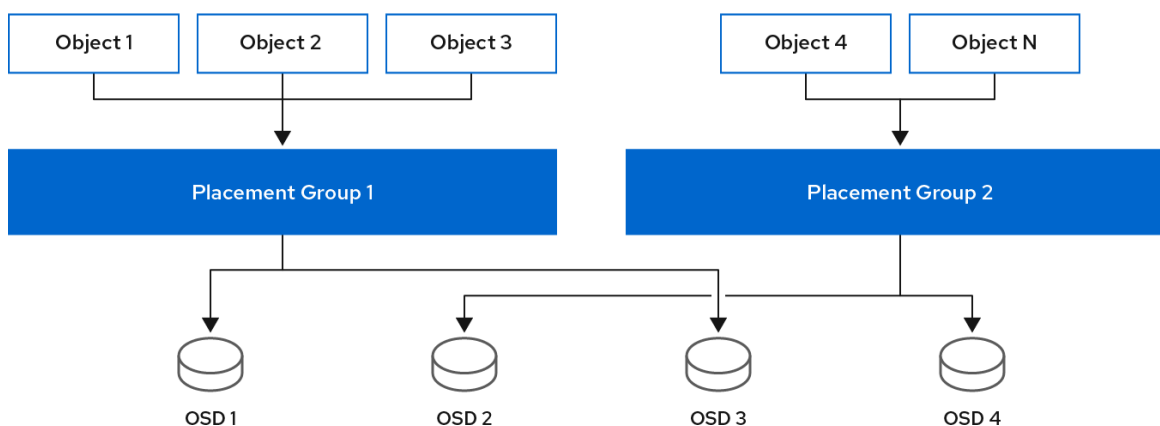 Object 1
Object 2
Object 3
Object 4
Object N
Placement Group 1
Placement Group 2
OSD 1
OSD 2
OSD 3
OSD 4